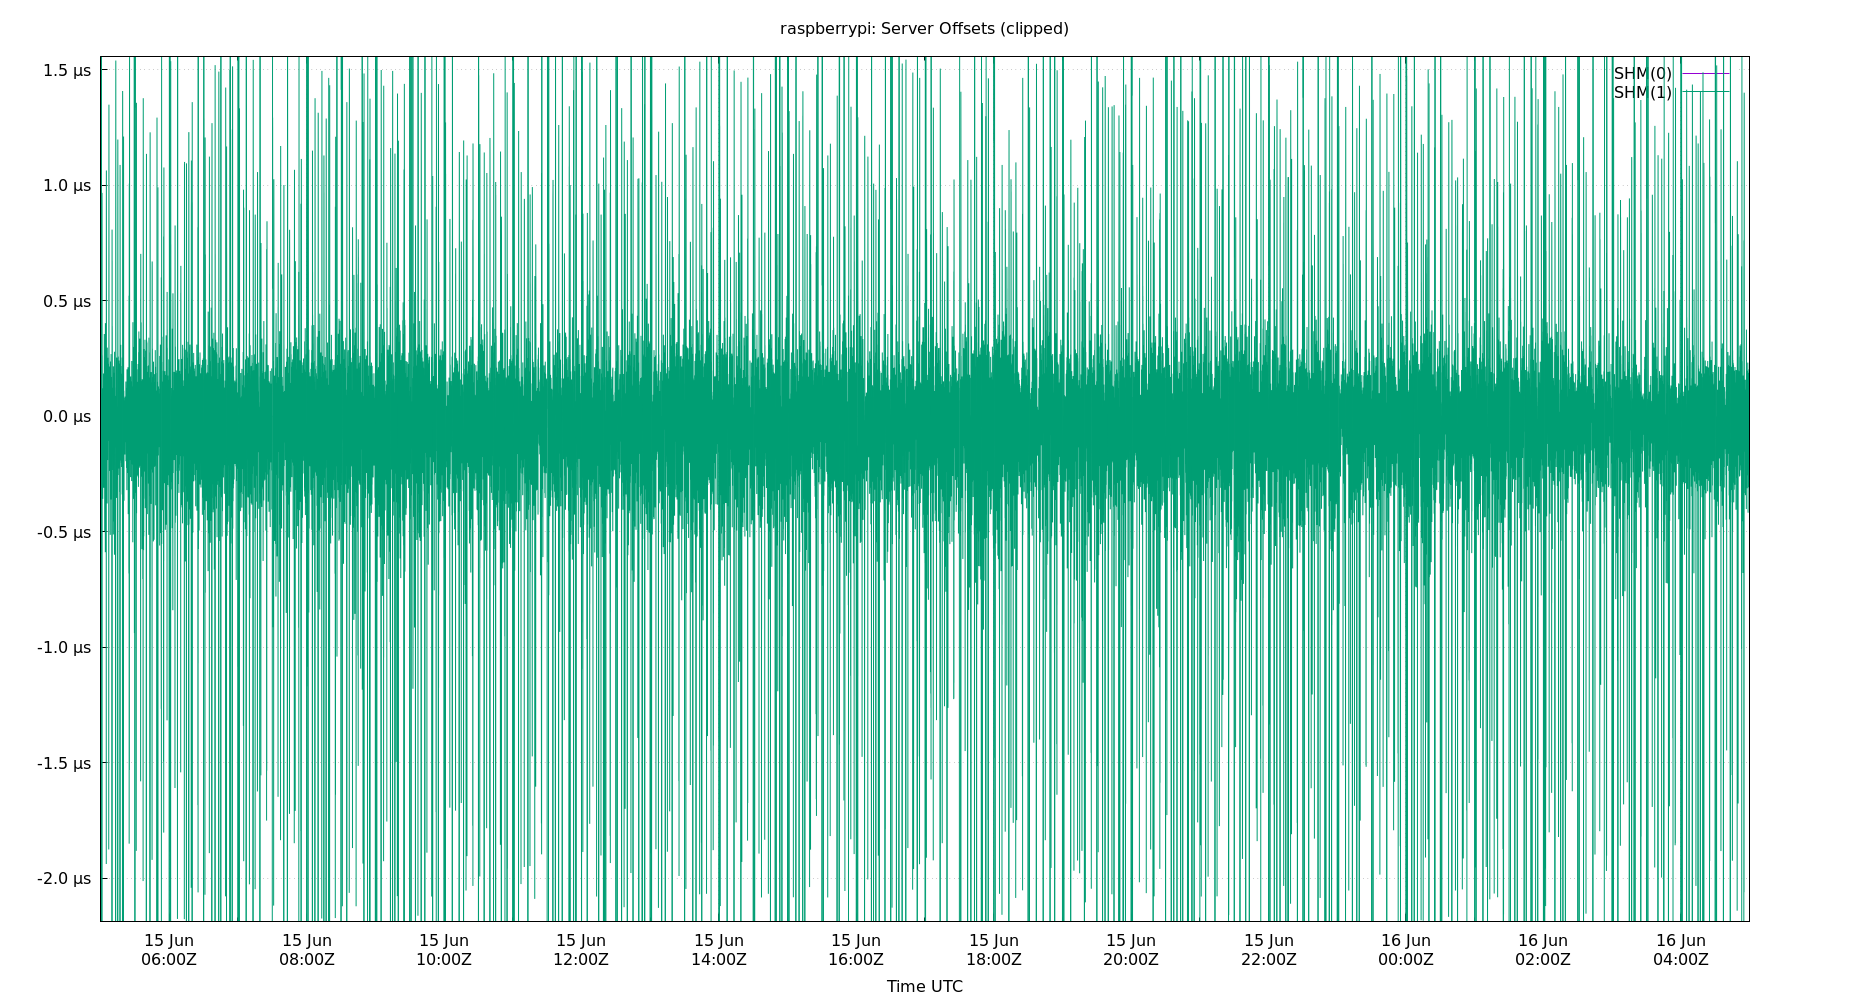 raspberrypi: Server Offsets (clipped)
1.5 µs
1.0 µs
0.5 µs
0.0 µs
-0.5 µs
-1.0 µs
-1.5 µs
-2.0 µs
SHM(0)
SHM(1)
15 Jun 15 Jun 15 Jun 15 Jun 15 Jun 15 Jun 15 Jun 15 Jun 15 Jun 16 Jun 16 Jun 16 Jun
06:00Z 08:00Z 10:00Z 12:00Z 14:00Z 16:00Z 18:00Z 20:00Z 22:00Z 00:00Z 02:00Z 04:00Z
Time UTC